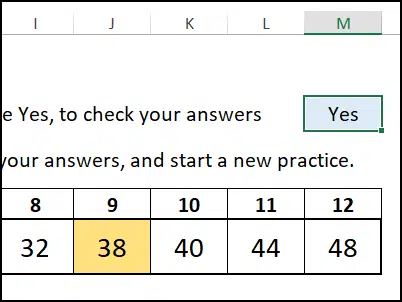 I J K L M
e Yes, to check your answers Yes
your answers, and start a new practice.
8 9 10 11 12
32 38 40 44 48